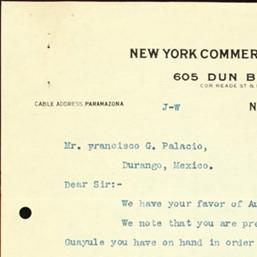 NEW YORK COMMER
605 DUN B
COR READE ST &
CABLE ADDRESS, PARAMAZONA
J-W N
Mr. Francisco G. Palacio,
Durango, Mexico.
Dear Sir:-
We have your favor of Au
We note that you are pre
Guayule you have on hand in order